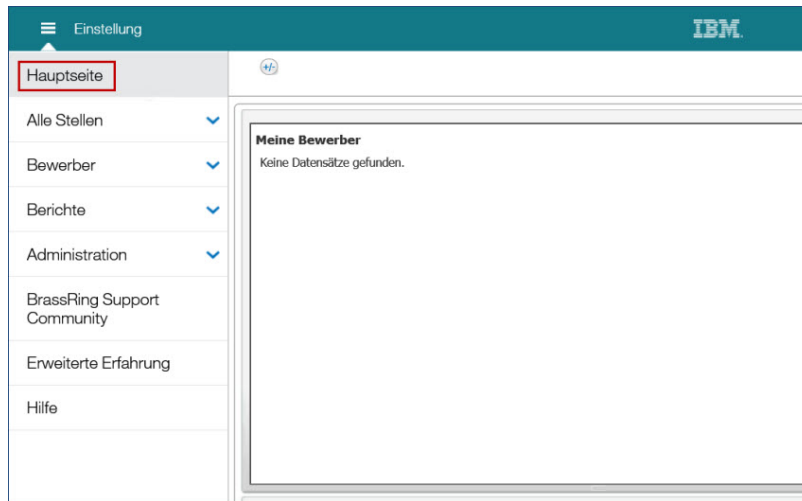 Einstellung
IBM.
Hauptseite
+/-
Alle Stellen
Bewerber
Berichte
Administration
BrassRing Support
Community
Erweiterte Erfahrung
Hilfe
Meine Bewerber
Keine Datensätze gefunden.